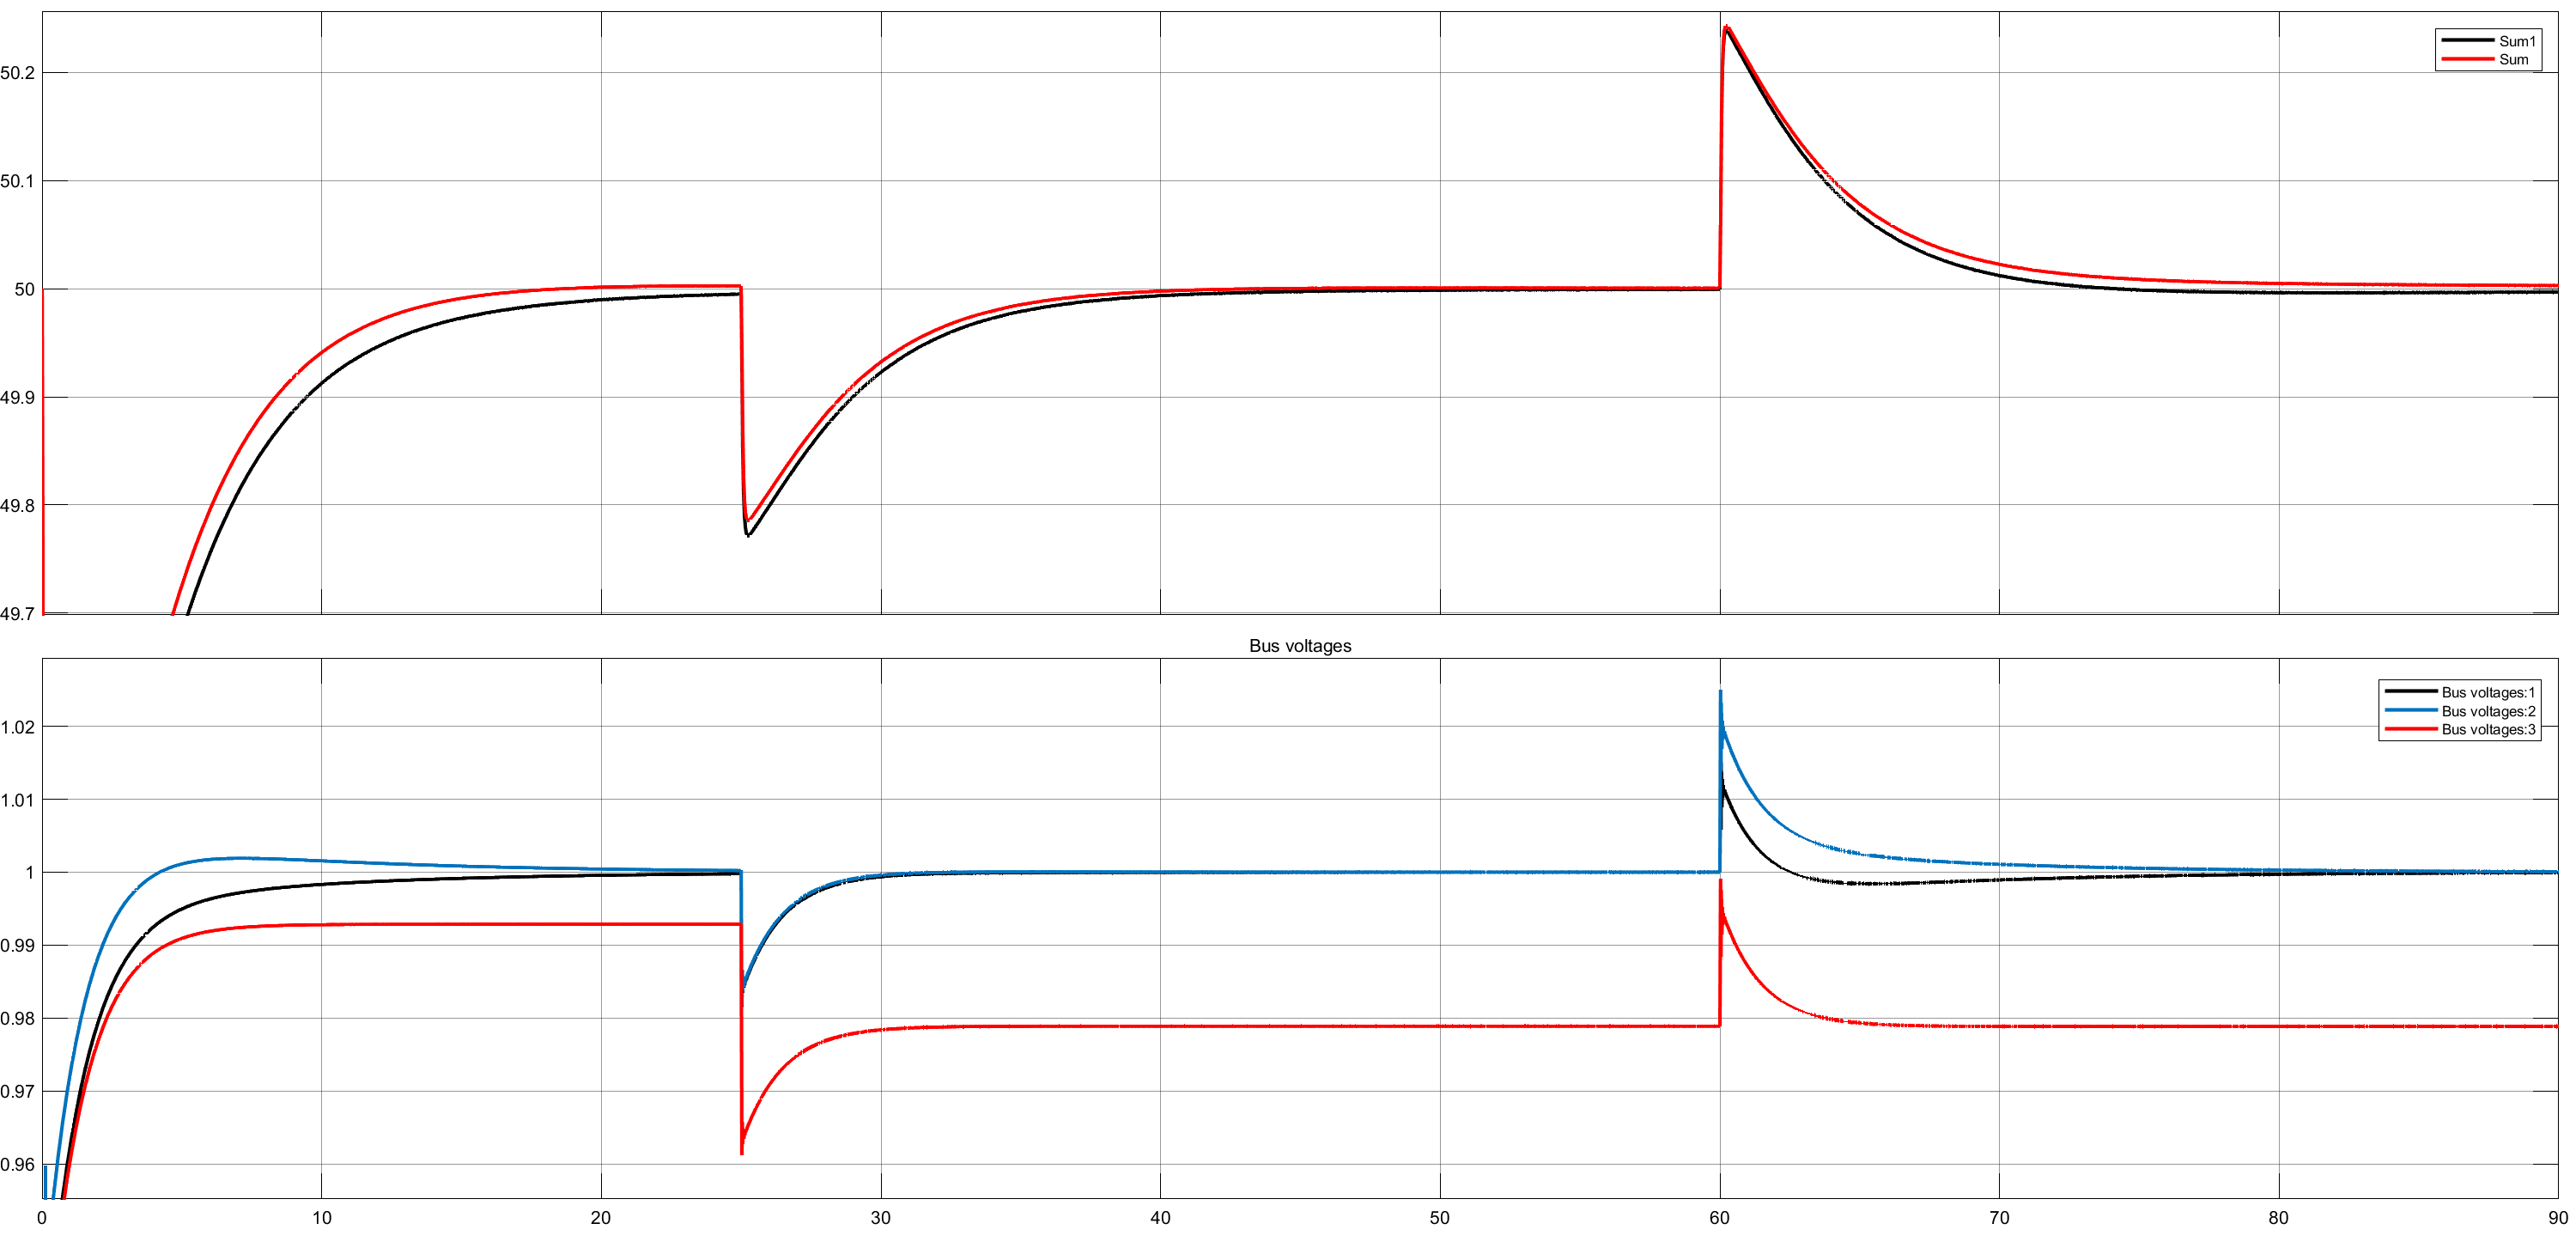 50.2
50.1
50
49.9
49.8
49.7
Sum1
Sum
Bus voltages
1.02
1.01
1
0.99
0.98
0.97
0.96
Bus voltages:1
Bus voltages:2
Bus voltages:3
0 10 20 30 40 50 60 70 80 90